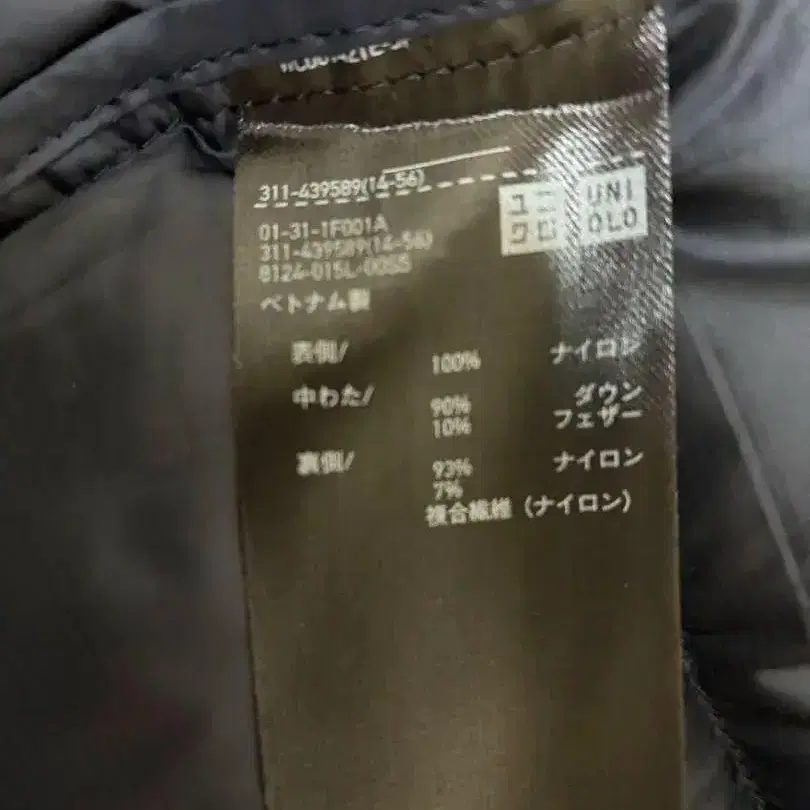 311-439589(14-56)
ユニ UNI
クロ QLO
01-31-1F001A
311-439589(14-56)
8124-015L-00S5
ベトナム製
表側/ 100% ナイロン
中わた/ 90% ダウン
10% フェザー
裏側/ 93% ナイロン
7%
複合繊維(ナイロン)